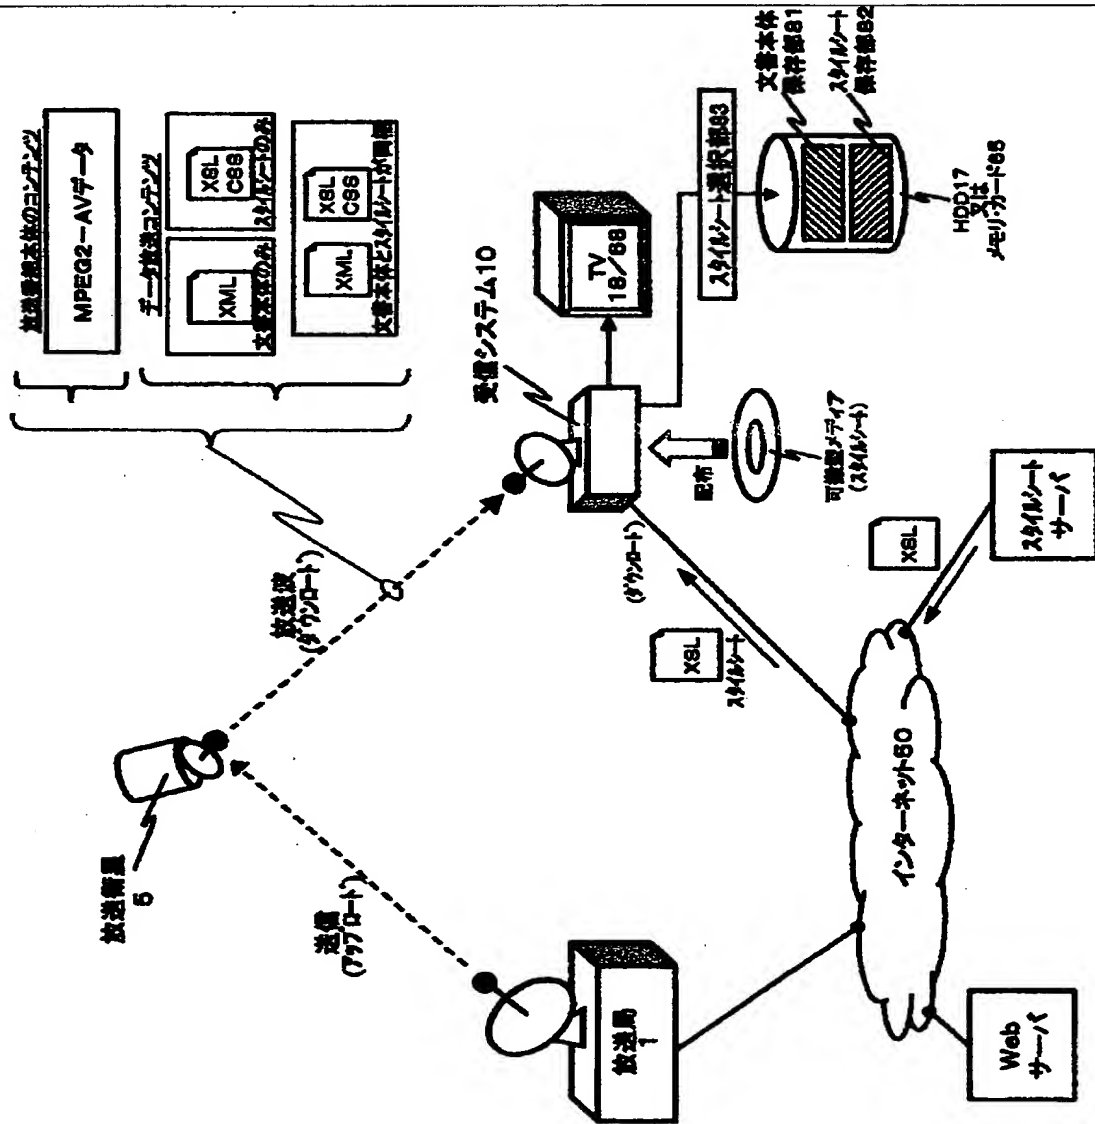 放送番組本体のコンテンツ
MPEG2-AVデータ
データ放送コンテンツ
XML
文書本体のみ
XSL
CSS
スタイルシートのみ
XML
XSL
CSS
文書本体とスタイルシートが同梱
放送衛星
5
放送波
(ダウンロード)
送信
(アップロード)
受信システム10
TV
18/68
スタイルシート選択部83
文書本体
保存部81
スタイルシート
保存部82
HDD17
又は
メモリ・カード65
配布
可搬型メディア
(スタイルシート)
(ダウンロード)
XSL
スタイルシート
XSL
スタイルシート
サーバ
インターネット50
放送局
1
Web
サーバ